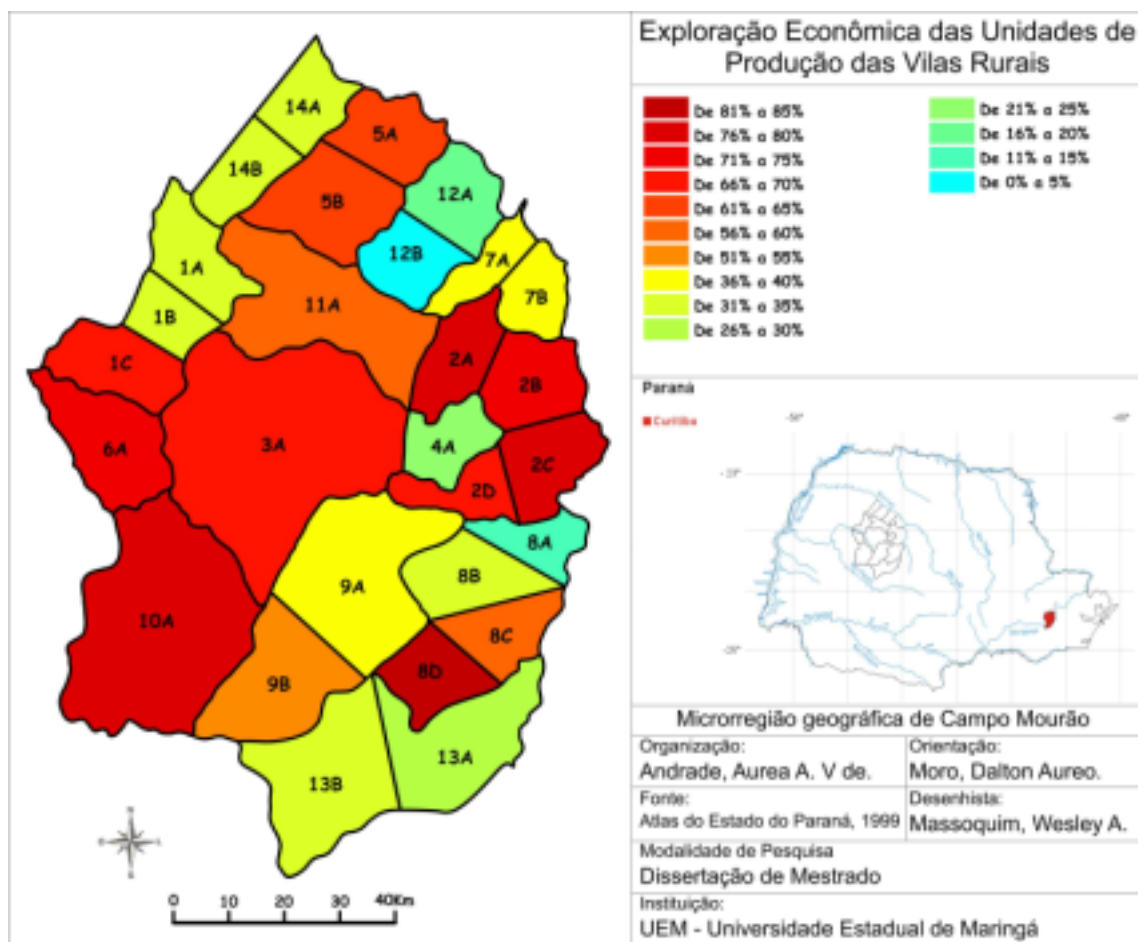 Exploração Econômica das Unidades de
Produção das Vilas Rurais
De 81% a 85%
De 76% a 80%
De 71% a 75%
De 66% a 70%
De 61% a 65%
De 56% a 60%
De 51% a 55%
De 36% a 40%
De 31% a 35%
De 26% a 30%
De 21% a 25%
De 16% a 20%
De 11% a 15%
De 0% a 5%
14A
5A
14B
12A
5B
12B
7A
1A
7B
11A
1B
2A
1C
2B
3A
4A
6A
2C
2D
8A
8B
9A
10A
8C
8D
9B
13A
13B
0 10 20 30 40Km
Paraná
Curitiba
Microrregião geográfica de Campo Mourão
Organização:
Andrade, Aurea A. V de.
Orientação:
Moro, Dalton Aureo.
Fonte:
Atlas do Estado do Paraná, 1999
Desenhista:
Massoquim, Wesley A.
Modalidade de Pesquisa
Dissertação de Mestrado
Instituição:
UEM - Universidade Estadual de Maringá